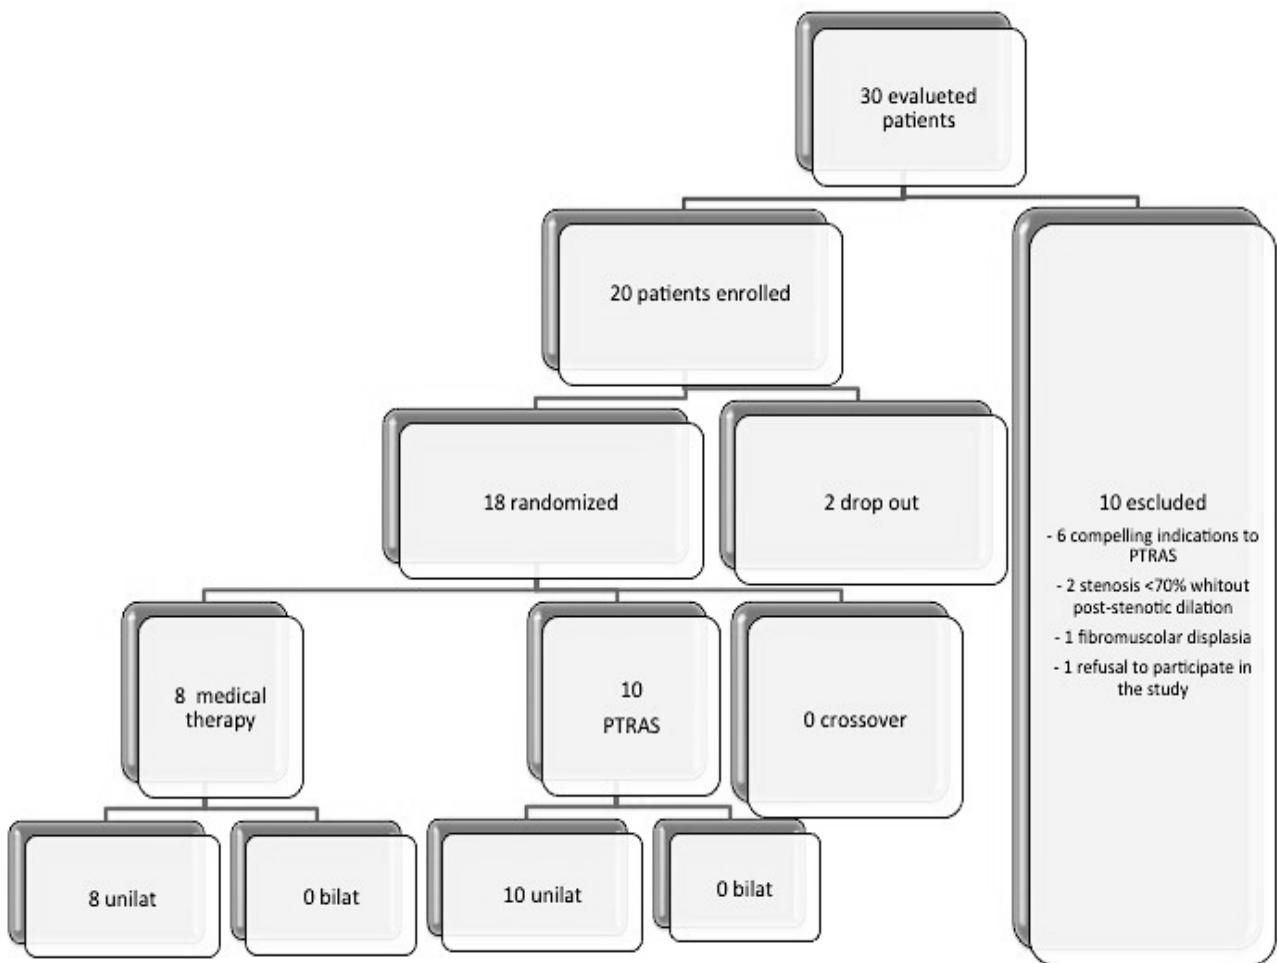 30 evalueted
patients
20 patients enrolled
18 randomized
2 drop out
10 escluded
- 6 compelling indications to
PTRAS
- 2 stenosis <70% whitout
post-stenotic dilation
- 1 fibromuscolar displasia
- 1 refusal to participate in
the study
8 medical
therapy
10
PTRAS
0 crossover
8 unilat
0 bilat
10 unilat
0 bilat